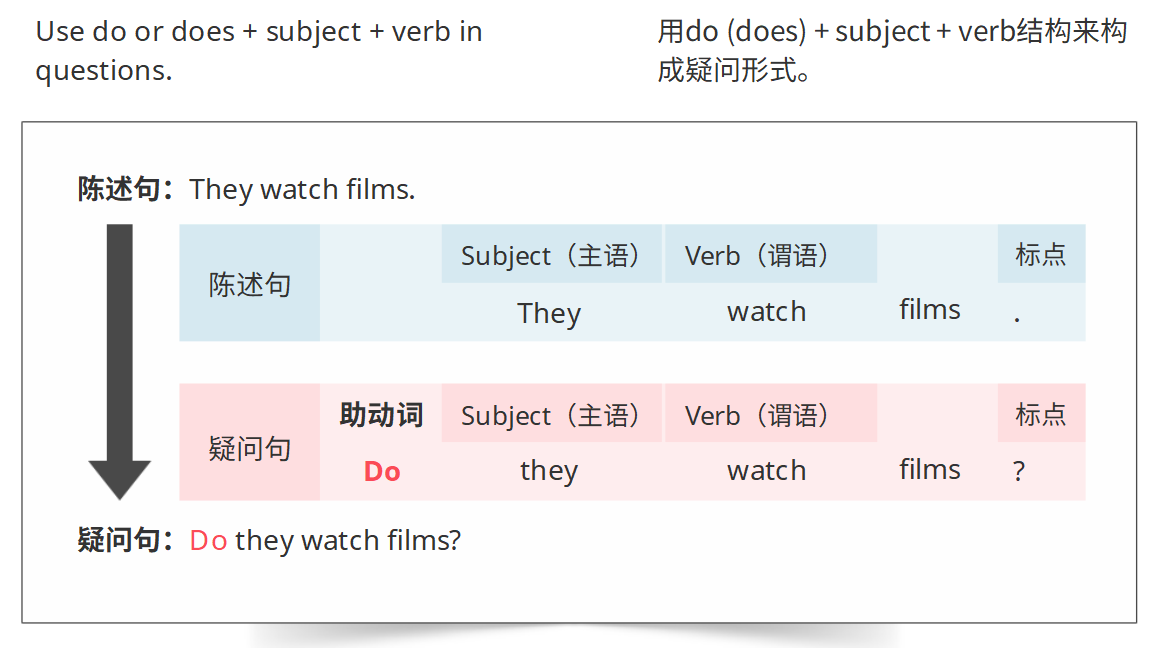 Use do or does + subject + verb in
questions.
用do (does) + subject + verb结构来构
成疑问形式。
陈述句：They watch films.
陈述句
Subject（主语） Verb（谓语） 标点
They watch films .
疑问句
助动词 Subject（主语） Verb（谓语） 标点
Do they watch films ?
疑问句：Do they watch films?